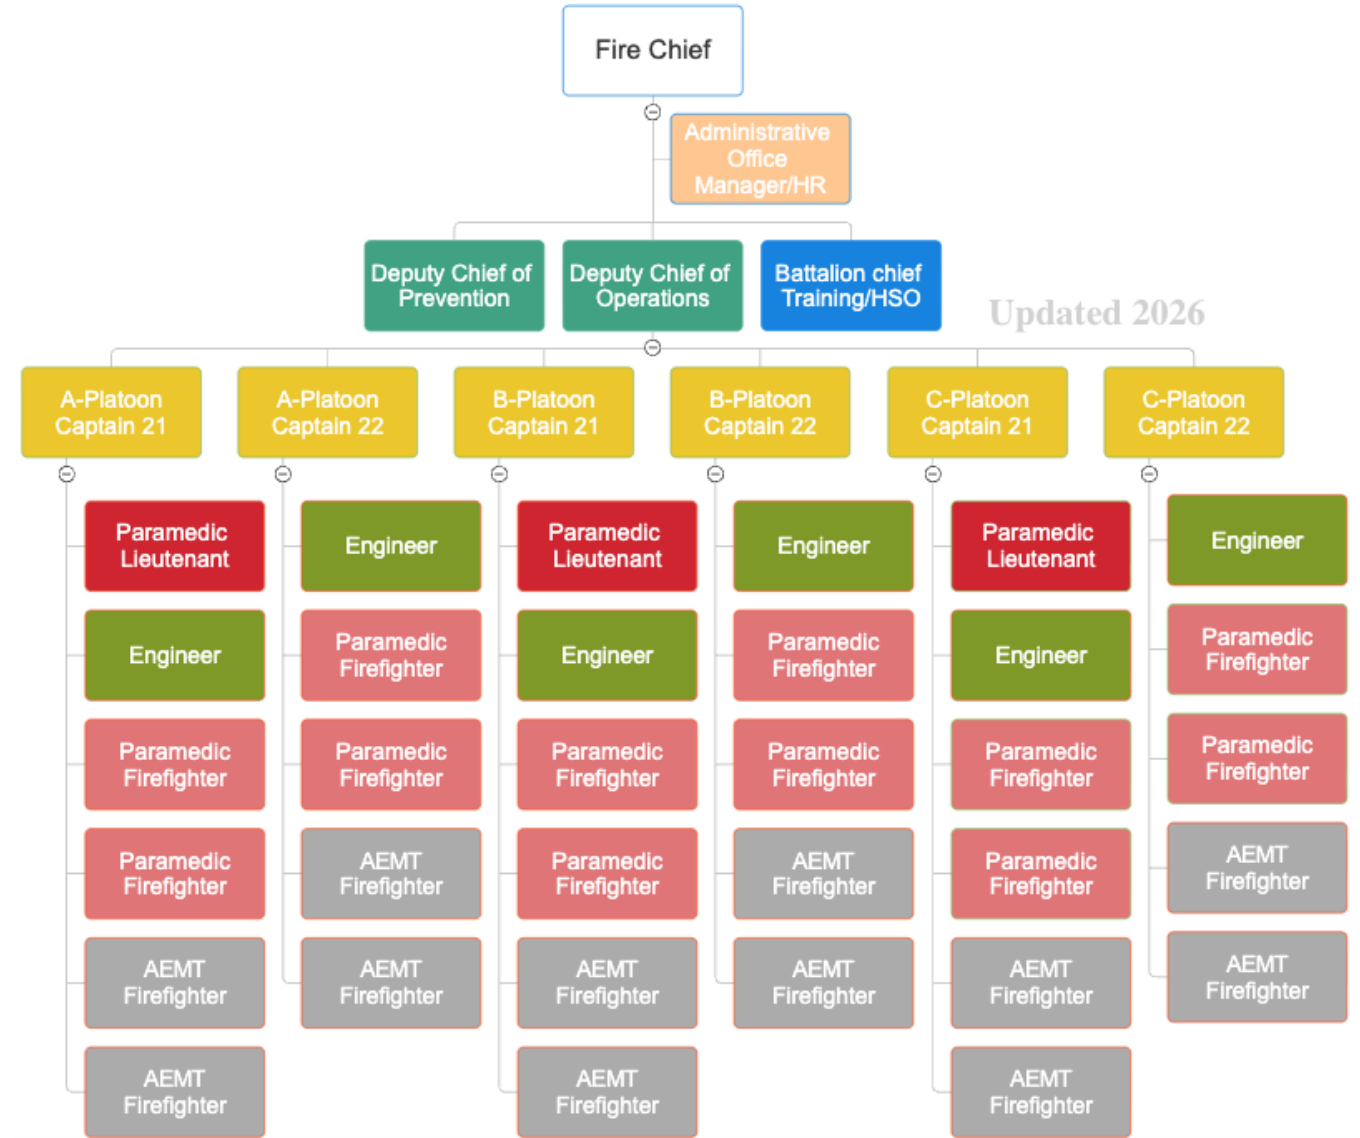 Fire Chief
Administrative
Office
Manager/HR
Deputy Chief of
Prevention
Deputy Chief of
Operations
Battalion chief
Training/HSO
Updated 2026
A-Platoon
Captain 21
A-Platoon
Captain 22
B-Platoon
Captain 21
B-Platoon
Captain 22
C-Platoon
Captain 21
C-Platoon
Captain 22
Paramedic
Lieutenant
Engineer
Paramedic
Firefighter
Paramedic
Firefighter
AEMT
Firefighter
AEMT
Firefighter
Engineer
Paramedic
Firefighter
Paramedic
Firefighter
AEMT
Firefighter
AEMT
Firefighter
Paramedic
Lieutenant
Engineer
Paramedic
Firefighter
Paramedic
Firefighter
AEMT
Firefighter
AEMT
Firefighter
Engineer
Paramedic
Firefighter
Paramedic
Firefighter
AEMT
Firefighter
AEMT
Firefighter
Paramedic
Lieutenant
Engineer
Paramedic
Firefighter
Paramedic
Firefighter
AEMT
Firefighter
AEMT
Firefighter
Engineer
Paramedic
Firefighter
Paramedic
Firefighter
AEMT
Firefighter
AEMT
Firefighter